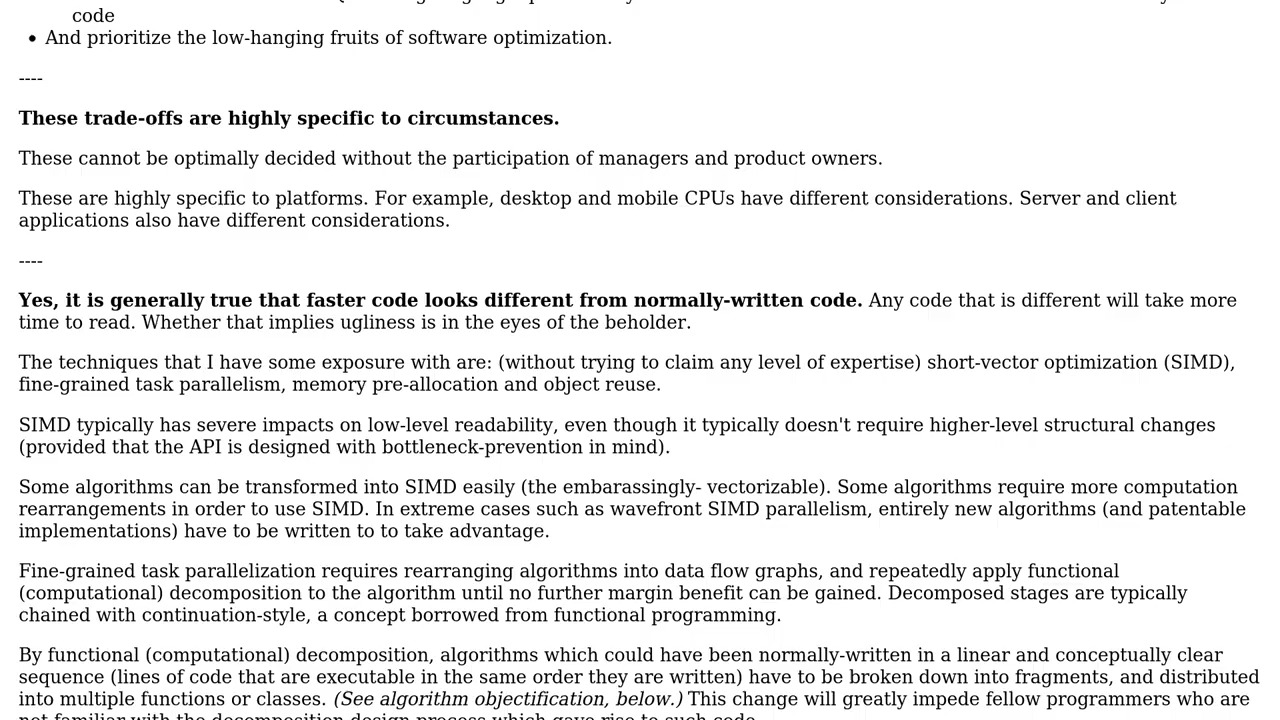 code
• And prioritize the low-hanging fruits of software optimization.
----
These trade-offs are highly specific to circumstances.
These cannot be optimally decided without the participation of managers and product owners.
These are highly specific to platforms. For example, desktop and mobile CPUs have different considerations. Server and client
applications also have different considerations.
----
Yes, it is generally true that faster code looks different from normally-written code. Any code that is different will take more
time to read. Whether that implies ugliness is in the eyes of the beholder.
The techniques that I have some exposure with are: (without trying to claim any level of expertise) short-vector optimization (SIMD),
fine-grained task parallelism, memory pre-allocation and object reuse.
SIMD typically has severe impacts on low-level readability, even though it typically doesn't require higher-level structural changes
(provided that the API is designed with bottleneck-prevention in mind).
Some algorithms can be transformed into SIMD easily (the embarassingly- vectorizable). Some algorithms require more computation
rearrangements in order to use SIMD. In extreme cases such as wavefront SIMD parallelism, entirely new algorithms (and patentable
implementations) have to be written to to take advantage.
Fine-grained task parallelization requires rearranging algorithms into data flow graphs, and repeatedly apply functional
(computational) decomposition to the algorithm until no further margin benefit can be gained. Decomposed stages are typically
chained with continuation-style, a concept borrowed from functional programming.
By functional (computational) decomposition, algorithms which could have been normally-written in a linear and conceptually clear
sequence (lines of code that are executable in the same order they are written) have to be broken down into fragments, and distributed
into multiple functions or classes. (See algorithm objectification, below.) This change will greatly impede fellow programmers who are
not familiar with the decomposition design process which gave rise to such code.